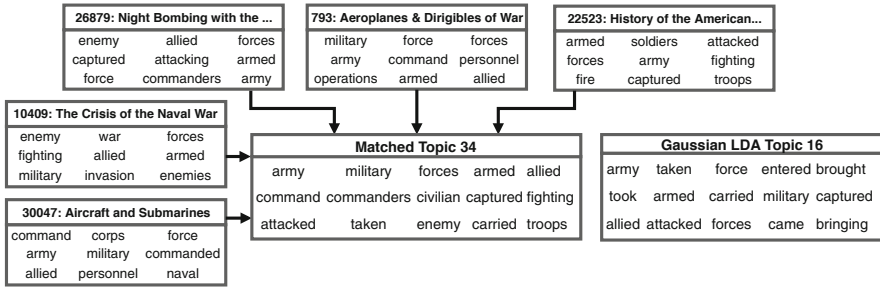 26879: Night Bombing with the ...
enemy allied forces
captured attacking armed
force commanders army
793: Aeroplanes & Dirigibles of War
military force forces
army command personnel
operations armed allied
22523: History of the American...
armed soldiers attacked
forces army fighting
fire captured troops
10409: The Crisis of the Naval War
enemy war forces
fighting allied armed
military invasion enemies
30047: Aircraft and Submarines
command corps force
army military commanded
allied personnel naval
Matched Topic 34
army military forces armed allied
command commanders civilian captured fighting
attacked taken enemy carried troops
Gaussian LDA Topic 16
army taken force entered brought
took armed carried military captured
allied attacked forces came bringing